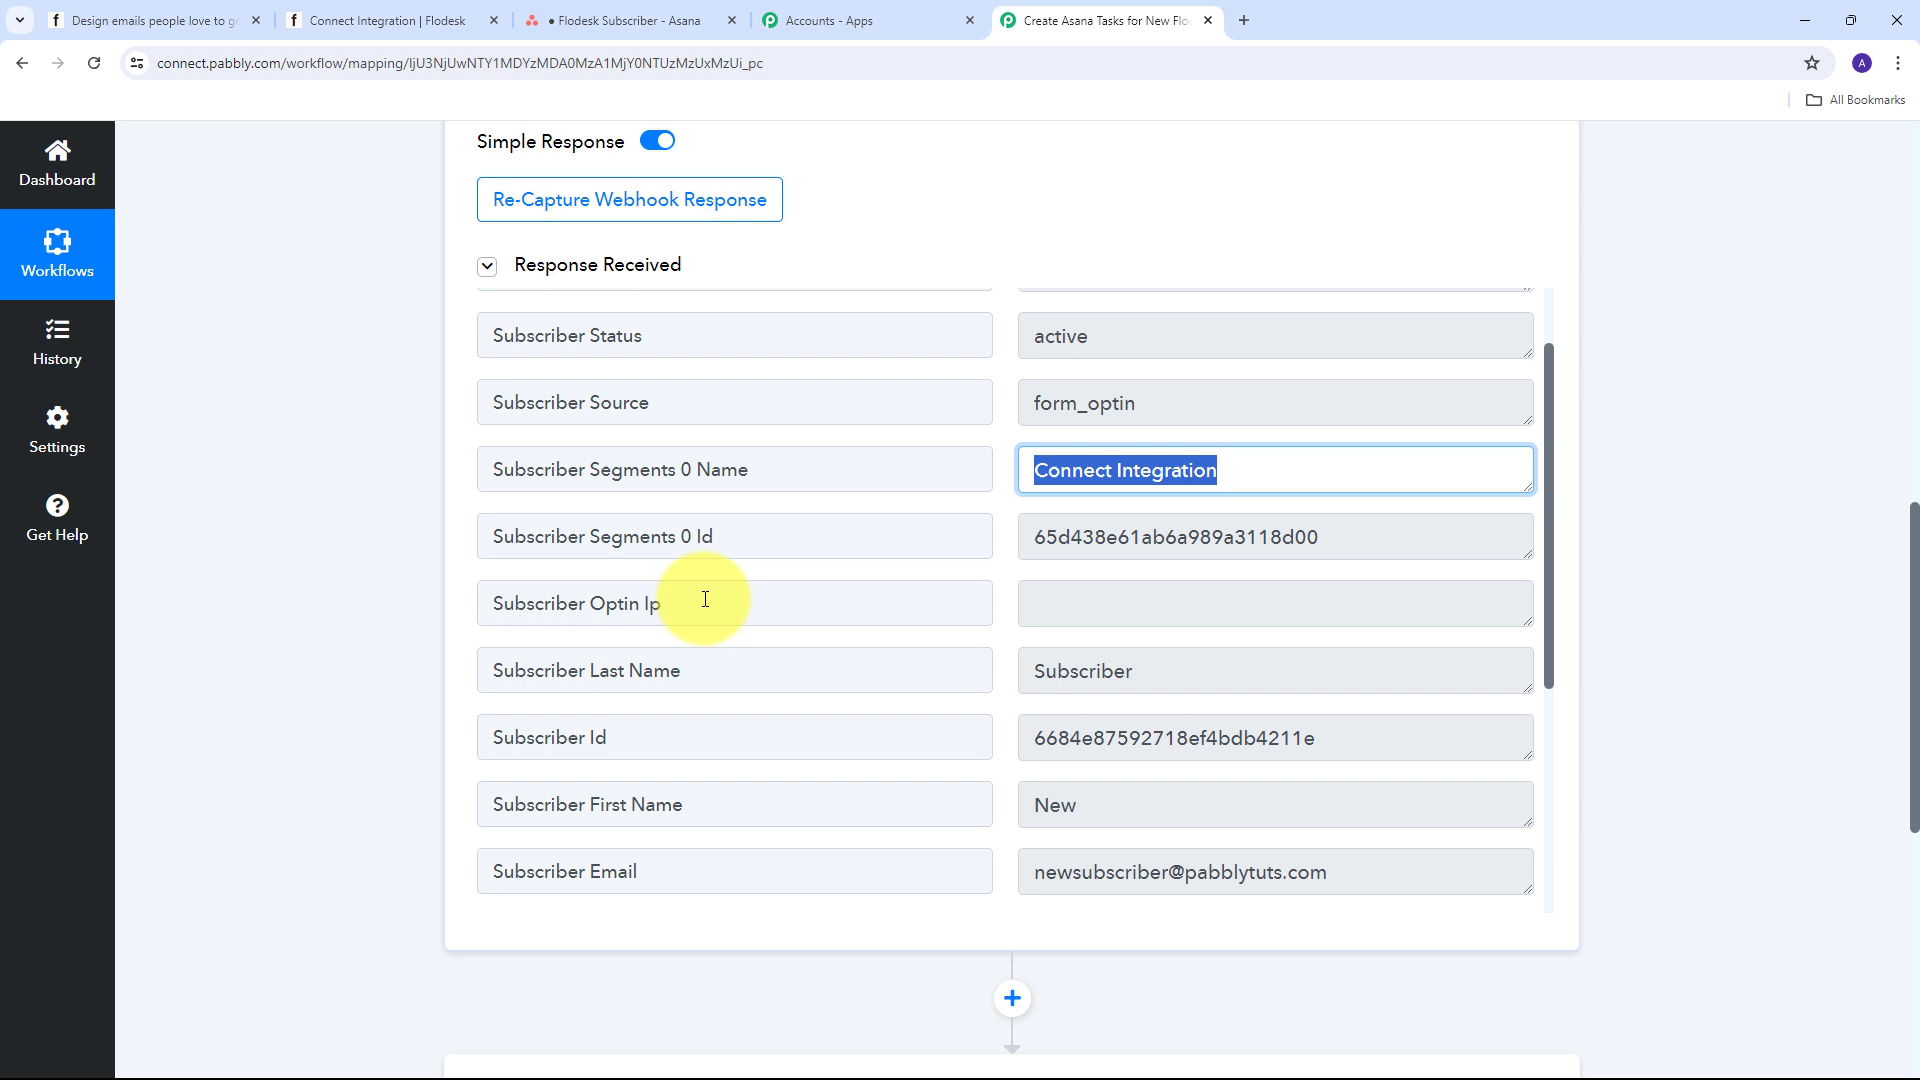 Design emails people love to ge
Connect Integration | Flodesk
● Flodesk Subscriber - Asana
Accounts - Apps
Create Asana Tasks for New Flo
connect.pabbly.com/workflow/mapping/IjU3NjUwNTY1MDYzMDA0MzA1MjY0NTUzMzUxMzUi_pc
A
All Bookmarks
Dashboard
Workflows
History
Settings
Get Help
Simple Response
Re-Capture Webhook Response
Response Received
Subscriber Status
active
Subscriber Source
form_optin
Subscriber Segments 0 Name
Connect Integration
Subscriber Segments 0 Id
65d438e61ab6a989a3118d00
Subscriber Optin Ip
Subscriber Last Name
Subscriber
Subscriber Id
6684e87592718ef4bdb4211e
Subscriber First Name
New
Subscriber Email
newsubscriber@pabblytuts.com